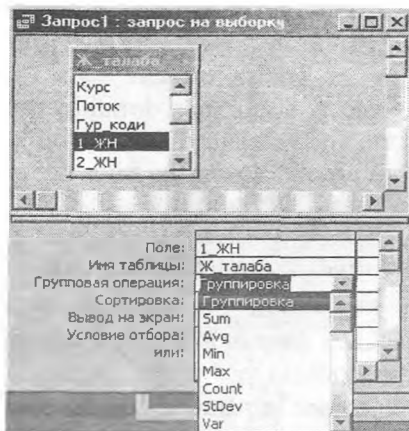 Запрос1 : запрос на выборку
Ж_талаба
Курс
Поток
Гур_коди
1_ЖН
2_ЖН
Поле: 1_ЖН
Имя таблицы: Ж_талаба
Групповая операция: Группировка
Сортировка: Группировка
Вывод на экран: Sum
Условие отбора: Avg
или: Min
Max
Count
StDev
Var